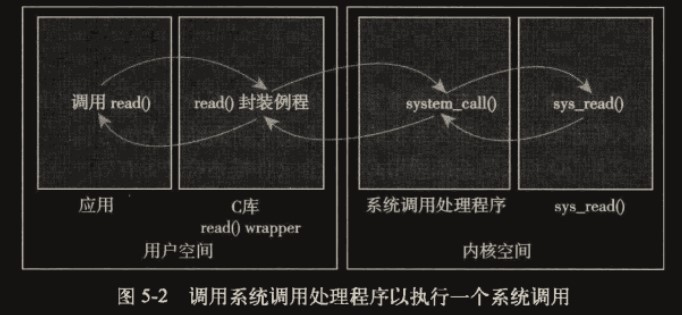 调用 read()
read() 封装例程
system_call()
sys_read()
应用
C库
read() wrapper
系统调用处理程序
sys_read()
用户空间
内核空间
图 5-2 调用系统调用处理程序以执行一个系统调用